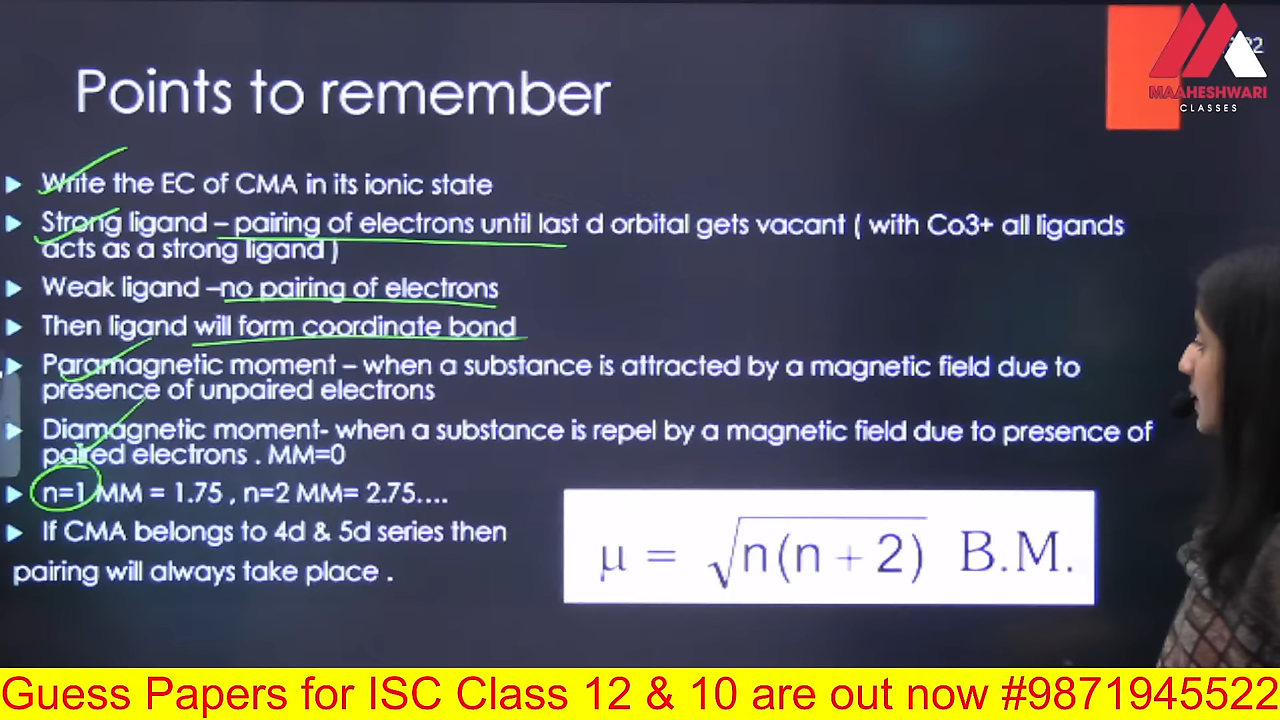 MAAHESHWARI
CLASSES
Points to remember
Write the EC of CMA in its ionic state
Strong ligand – pairing of electrons until last d orbital gets vacant ( with Co3+ all ligands
acts as a strong ligand )
Weak ligand –no pairing of electrons
Then ligand will form coordinate bond
Paramagnetic moment – when a substance is attracted by a magnetic field due to
presence of unpaired electrons
Diamagnetic moment- when a substance is repel by a magnetic field due to presence of
paired electrons . MM=0
n=1 MM = 1.75 , n=2 MM= 2.75....
If CMA belongs to 4d & 5d series then
pairing will always take place .
μ = √n(n + 2) B.M.
Guess Papers for ISC Class 12 & 10 are out now #9871945522